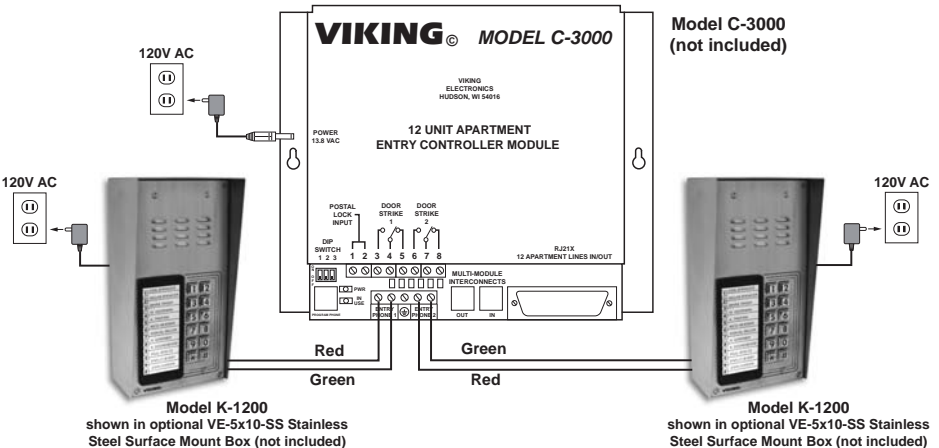 VIKING© MODEL C-3000
Model C-3000
(not included)
120V AC
VIKING
ELECTRONICS
HUDSON, WI 54016
POWER
13.8 VAC
12 UNIT APARTMENT
ENTRY CONTROLLER MODULE
120V AC
120V AC
POSTAL
LOCK
INPUT
DOOR
STRIKE
1
DOOR
STRIKE
2
DIP
SWITCH
1 2 3
1 2 3 4 5 6 7 8
RJ21X
12 APARTMENT LINES IN/OUT
MULTI-MODULE
INTERCONNECTS
PWR
IN
USE
PROGRAM PHONE
ENTRY
PHONE 1
ENTRY
PHONE 2
OUT IN
Red
Green
Green
Red
VIKING
VIKING
Model K-1200
shown in optional VE-5x10-SS Stainless
Steel Surface Mount Box (not included)
Model K-1200
shown in optional VE-5x10-SS Stainless
Steel Surface Mount Box (not included)